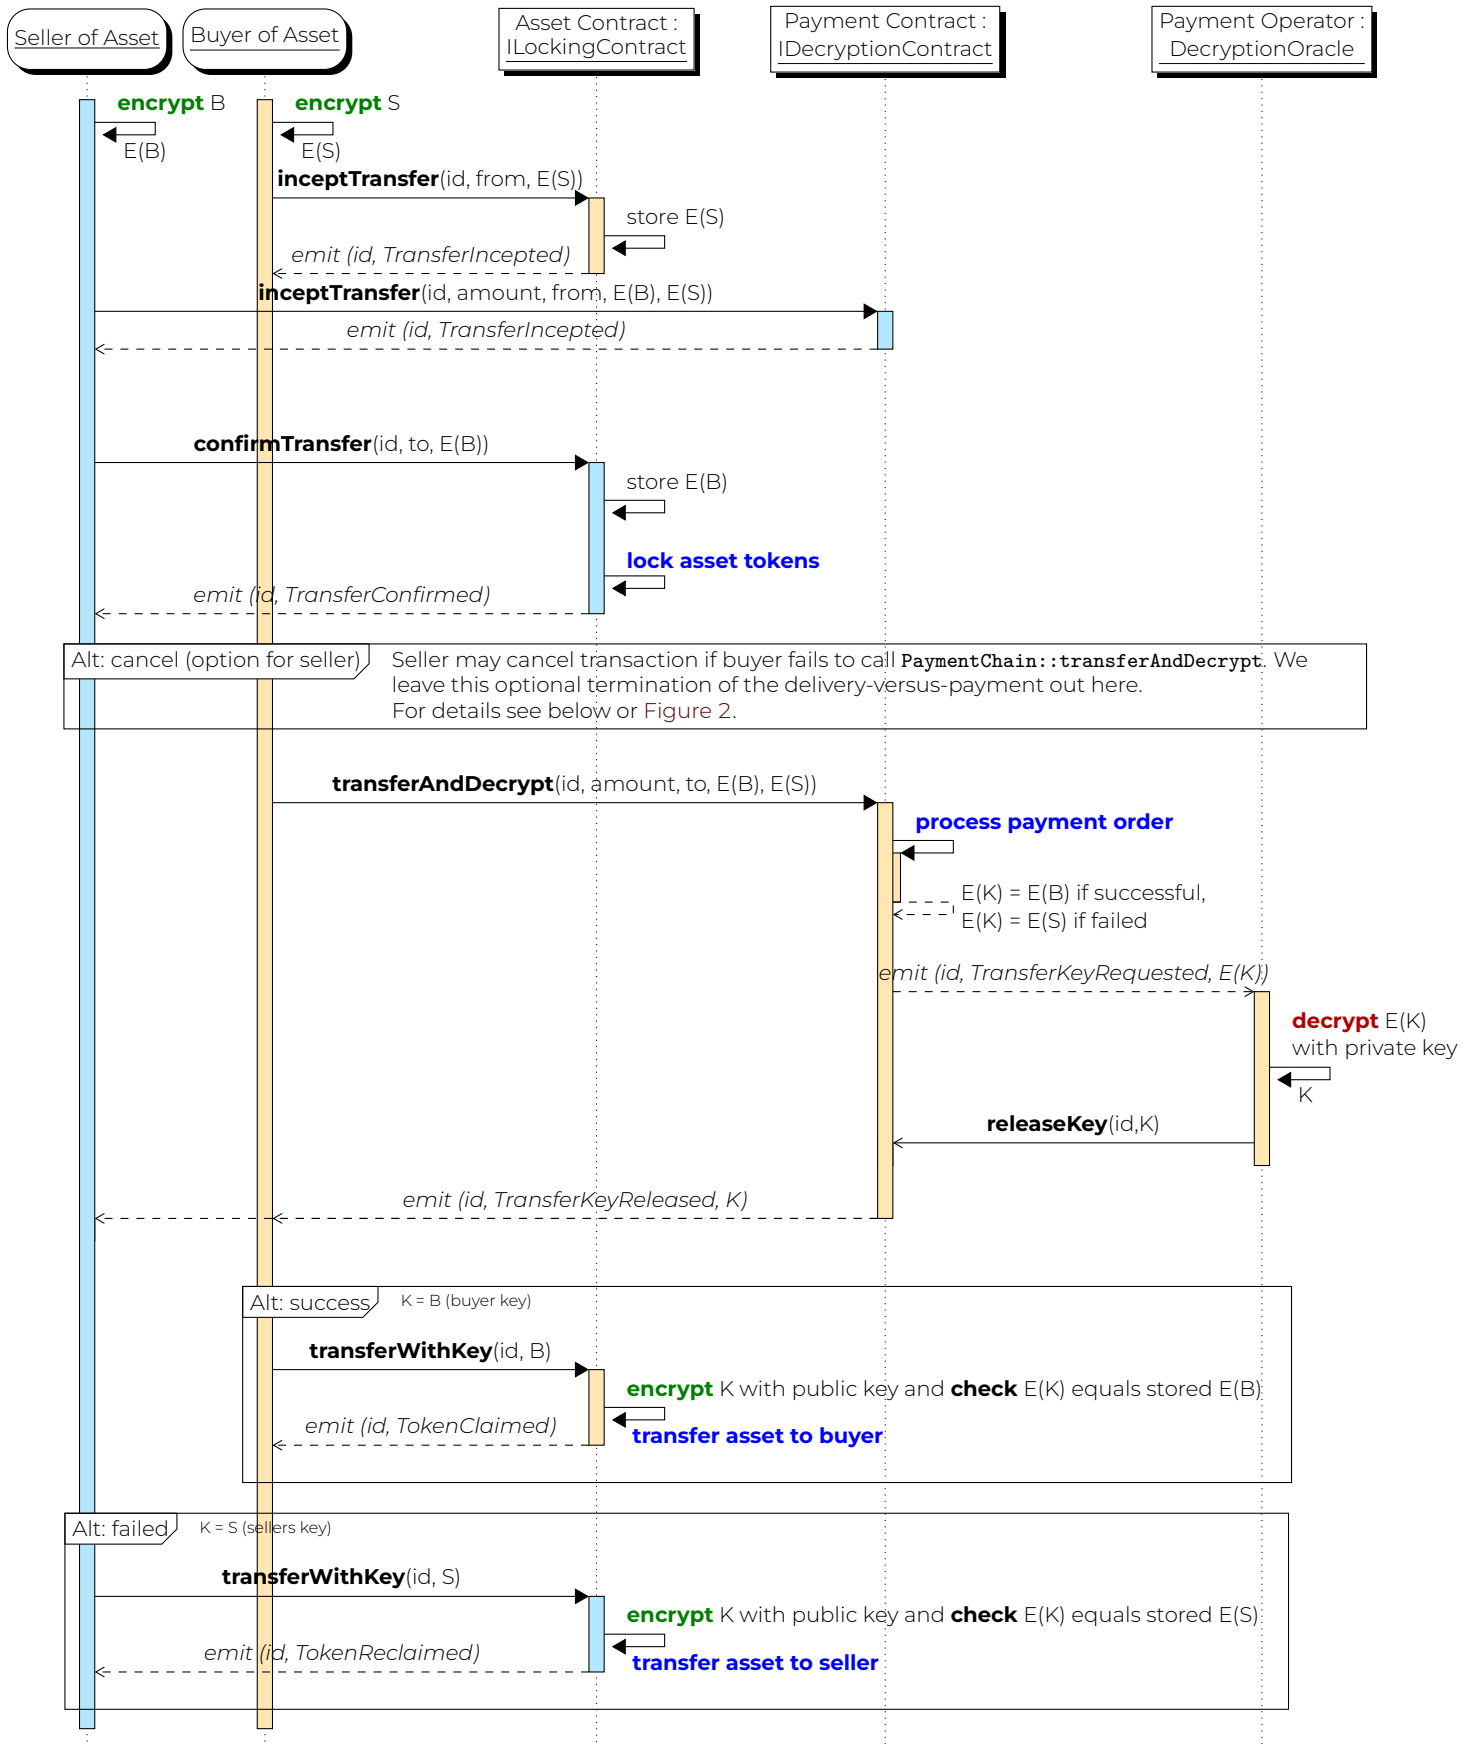 Seller of Asset
Buyer of Asset
Asset Contract :
ILockingContract
Payment Contract :
IDecryptionContract
Payment Operator :
DecryptionOracle
encrypt B
E(B)
encrypt S
E(S)
inceptTransfer(id, from, E(S))
store E(S)
emit (id, TransferIncepted)
inceptTransfer(id, amount, from, E(B), E(S))
emit (id, TransferIncepted)
confirmTransfer(id, to, E(B))
store E(B)
lock asset tokens
emit (id, TransferConfirmed)
Alt: cancel (option for seller)
Seller may cancel transaction if buyer fails to call PaymentChain::transferAndDecrypt. We
leave this optional termination of the delivery-versus-payment out here.
For details see below or Figure 2.
transferAndDecrypt(id, amount, to, E(B), E(S))
process payment order
E(K) = E(B) if successful,
E(K) = E(S) if failed
emit (id, TransferKeyRequested, E(K))
decrypt E(K)
with private key
K
releaseKey(id,K)
emit (id, TransferKeyReleased, K)
Alt: success
K = B (buyer key)
transferWithKey(id, B)
encrypt K with public key and check E(K) equals stored E(B)
emit (id, TokenClaimed)
transfer asset to buyer
Alt: failed
K = S (sellers key)
transferWithKey(id, S)
encrypt K with public key and check E(K) equals stored E(S)
emit (id, TokenReclaimed)
transfer asset to seller